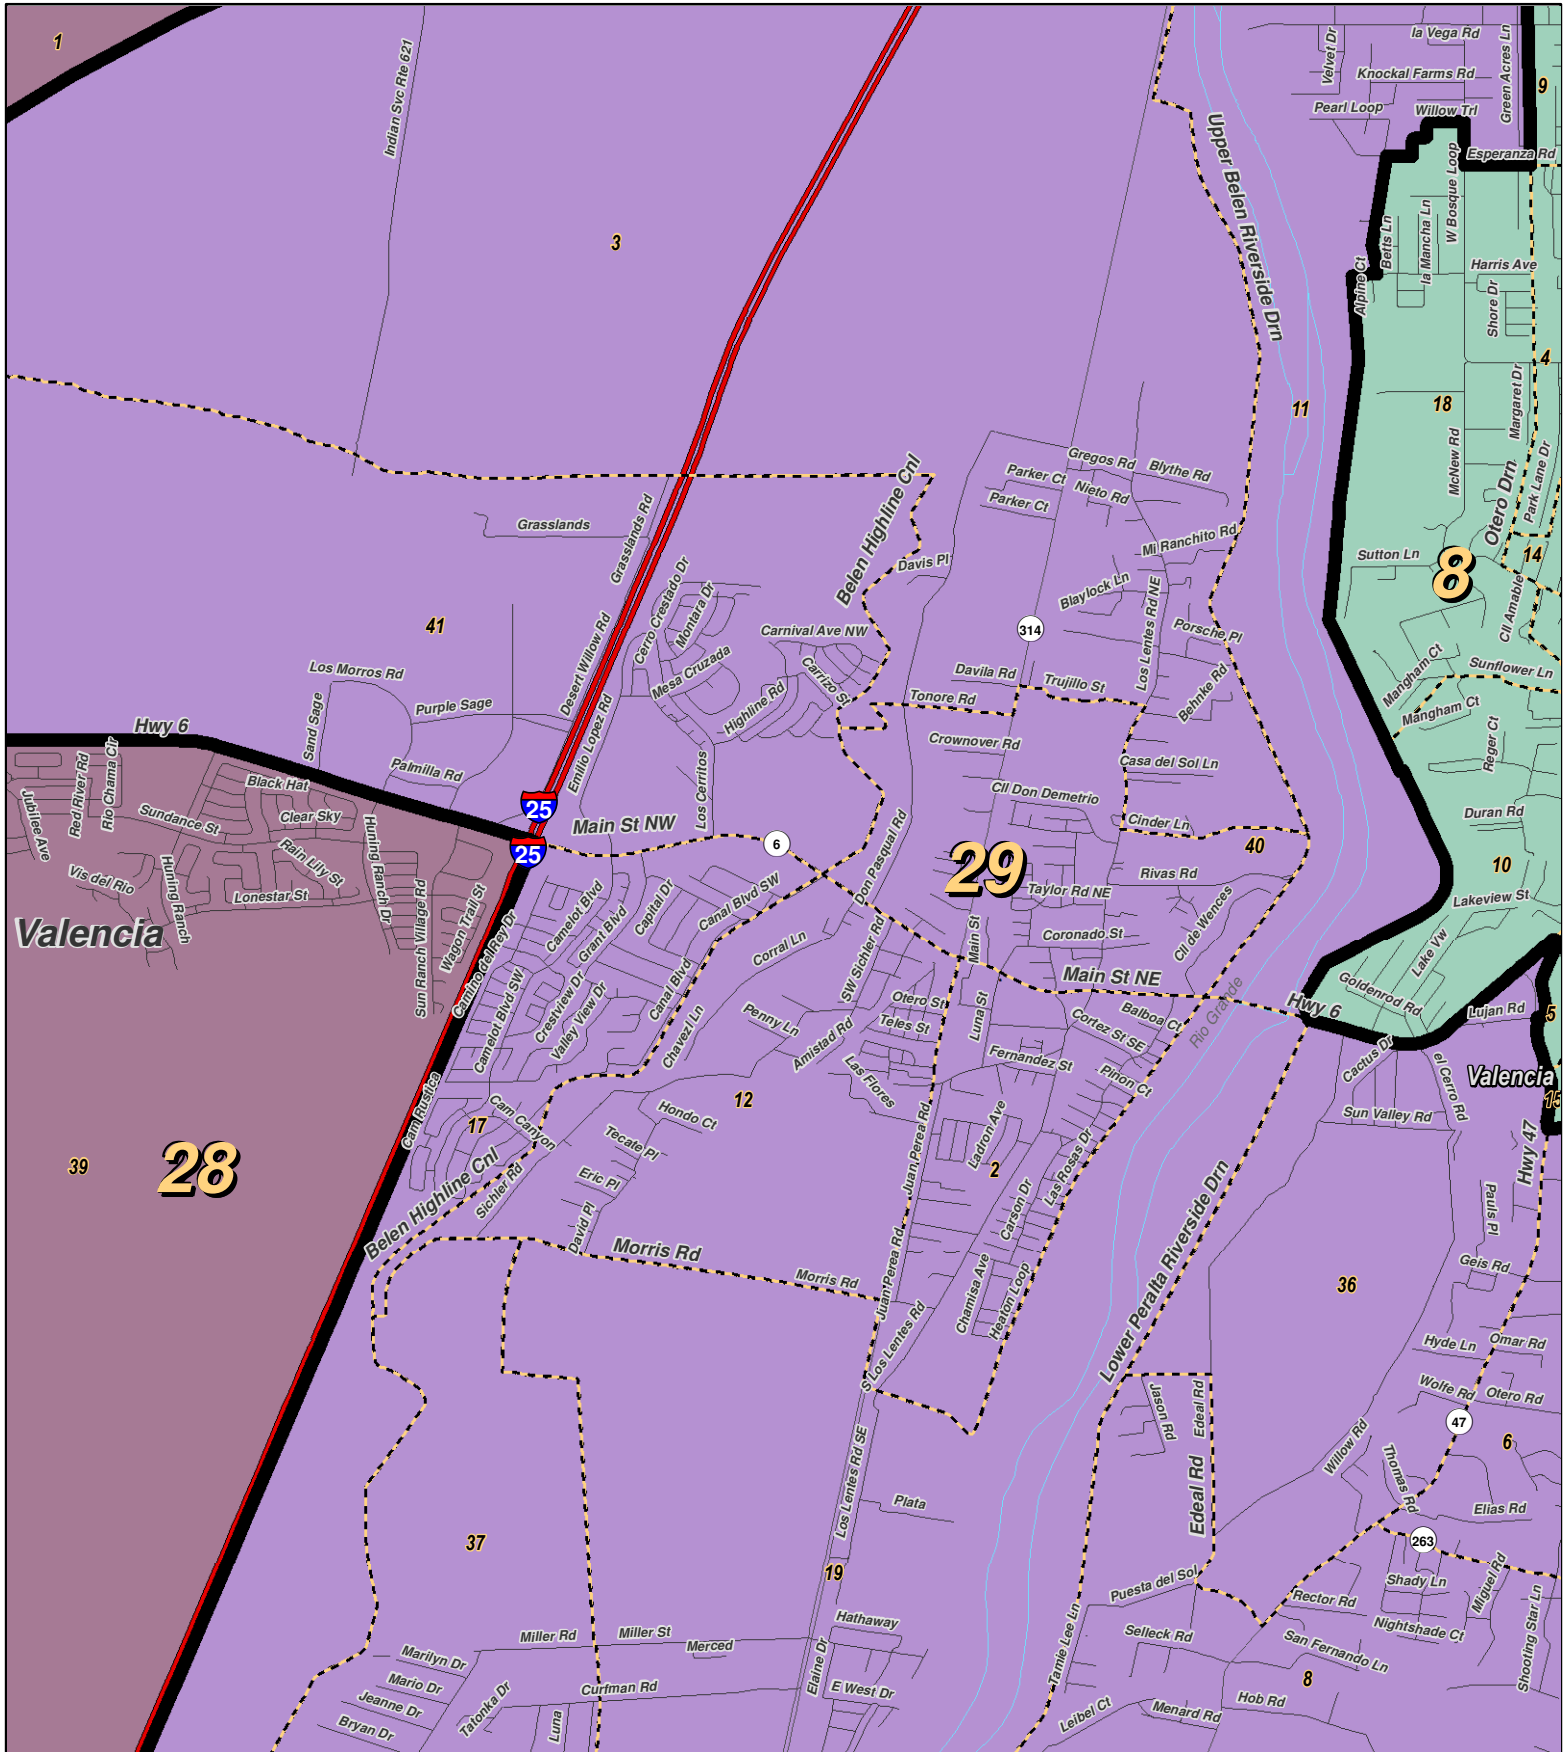 1
Indian Svc Rte 621
3
Upper Belen Riverside Drn
Velvet Dr
la Vega Rd
Green Acres Ln
Knockal Farms Rd
Pearl Loop
Willow Trl
9
Esperanza Rd
W Bosque Loop
Betts Ln
la Mancha Ln
Harris Ave
Alpine Ct
Shore Dr
4
11
18
Margaret Dr
McNew Rd
Otero Drn
Park Lane Dr
Gregos Rd
Blythe Rd
Parker Ct
Nieto Rd
Parker Ct
Belen Highline Cnl
Grasslands
Grasslands Rd
Mi Ranchito Rd
Davis Pl
Sutton Ln
8
14
Cll Amable
Cerro Crestado Dr
Montara Dr
Blaylock Ln
Los Lentes Rd NE
41
Carnival Ave NW
314
Porsche Pl
Desert Willow Rd
Los Morros Rd
Mesa Cruzada
Carrizo St
Davila Rd
Trujillo St
Behnke Rd
Mangham Ct
Sunflower Ln
Sand Sage
Purple Sage
Emilio Lopez Rd
Highline Rd
Tonore Rd
Mangham Ct
Hwy 6
Crownover Rd
Reger Ct
Red River Rd
Rio Chama Cir
Palmilla Rd
Los Cerritos
Casa del Sol Ln
Jubilee Ave
Black Hat
Cll Don Demetrio
Sundance St
Clear Sky
25
Main St NW
Cinder Ln
Duran Rd
25
6
Don Pasqual Rd
40
Rain Lily St
Huning Ranch Dr
29
10
Vis del Rio
Huning Ranch
Lonestar St
Rivas Rd
Taylor Rd NE
Lakeview St
Sun Ranch Village Rd
Wagon Trail St
Camelot Blvd
Grant Blvd
Capital Dr
Canal Blvd SW
Valencia
Camino del Rey Dr
Corral Ln
SW Sichler Rd
Main St
Coronado St
Cll de Wences
Lake Vw
Camelot Blvd SW
Crestview Dr
Valley View Dr
Canal Blvd
Main St NE
Goldenrod Rd
Hwy 6
Rio Grande
Chavez Ln
Penny Ln
Otero St
Teles St
Luna St
Balboa Ct
Cortez St SE
Lujan Rd
5
Amistad Rd
Las Flores
Fernandez St
Cactus Dr
el Cerro Rd
Valencia
15
Cam Rustica
17
Cam Canyon
12
Pinon Ct
Hondo Ct
Sun Valley Rd
39
28
Tecate Pl
Eric Pl
Juan Perea Rd
Ladron Ave
2
Las Rosas Dr
Hwy 47
Belen Highline Cnl
Sichler Rd
David Pl
Carson Dr
Lower Peralta Riverside Drn
Pauls Pl
Morris Rd
Morris Rd
Juan Perea Rd
Chamisa Ave
Heaton Loop
36
Geis Rd
S Los Lentes Rd
Hyde Ln
Omar Rd
Jason Rd
Edeal Rd
Wolfe Rd
Otero Rd
47
6
Los Lentes Rd SE
Willow Rd
Thomas Rd
Edeal Rd
Plata
Elias Rd
37
263
19
Puesta del Sol
Shady Ln
Miguel Rd
Rector Rd
Shooting Star Ln
Hathaway
Tamie Lee Ln
Nightshade Ct
Miller Rd
Miller St
Merced
Selleck Rd
San Fernando Ln
Marilyn Dr
Elaine Dr
8
Mario Dr
Curfman Rd
E West Dr
Jeanne Dr
Tatonka Dr
Hob Rd
Bryan Dr
Luna
Leibel Ct
Menard Rd